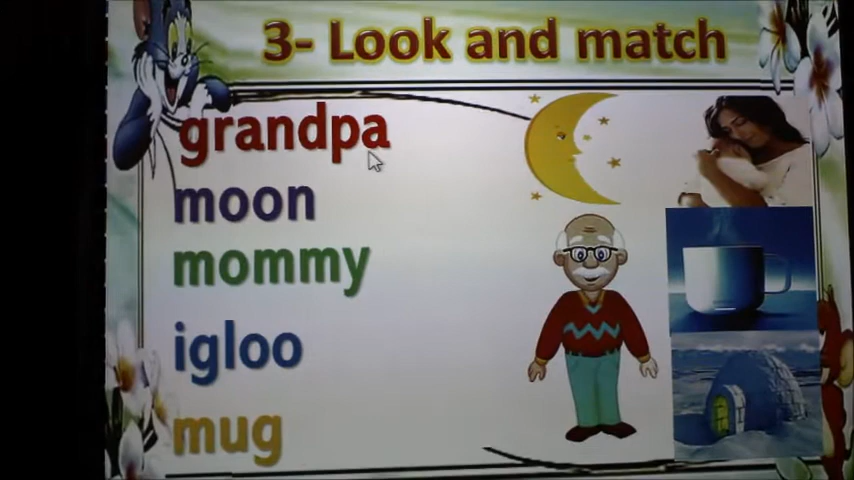 3- Look and match
grandpa
moon
mommy
igloo
mug